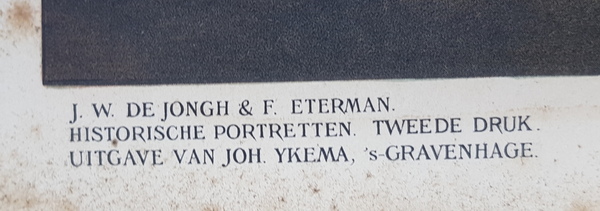 J. W. DE JONGH & F. ETERMAN.
HISTORISCHE PORTRETTEN. TWEEDE DRUK.
UITGAVE VAN JOH. YKEMA, 's-GRAVENHAGE.